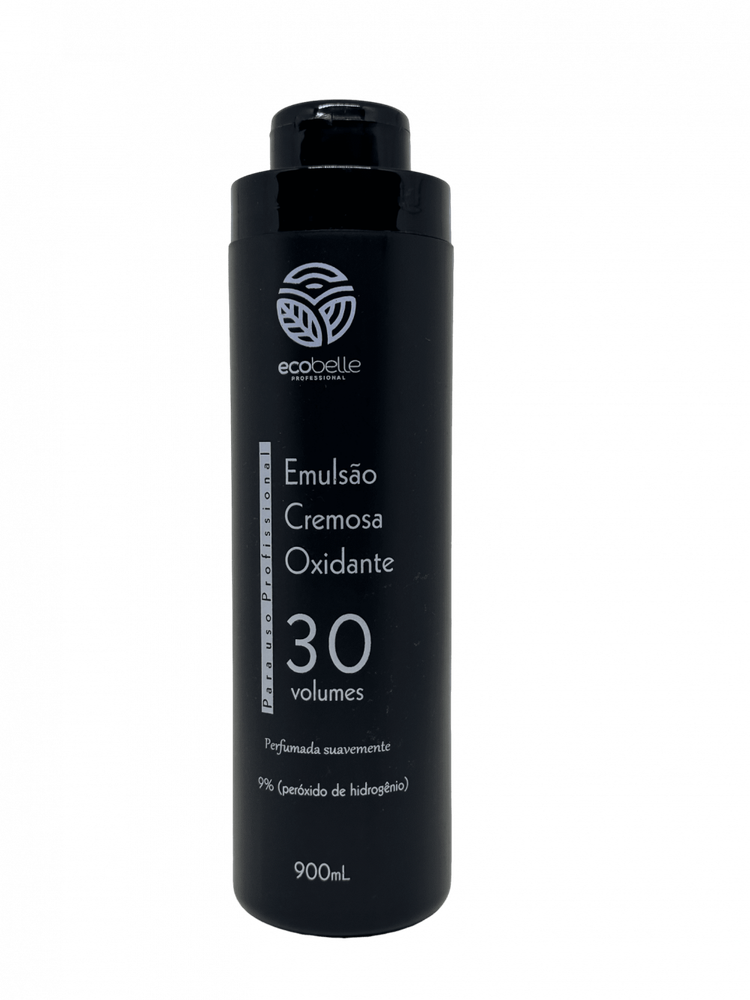 ecobelle
PROFESSIONAL
Para uso Profissional
Emulsão
Cremosa
Oxidante
30
volumes
Perfumada suavemente
9% (peróxido de hidrogênio)
900mL